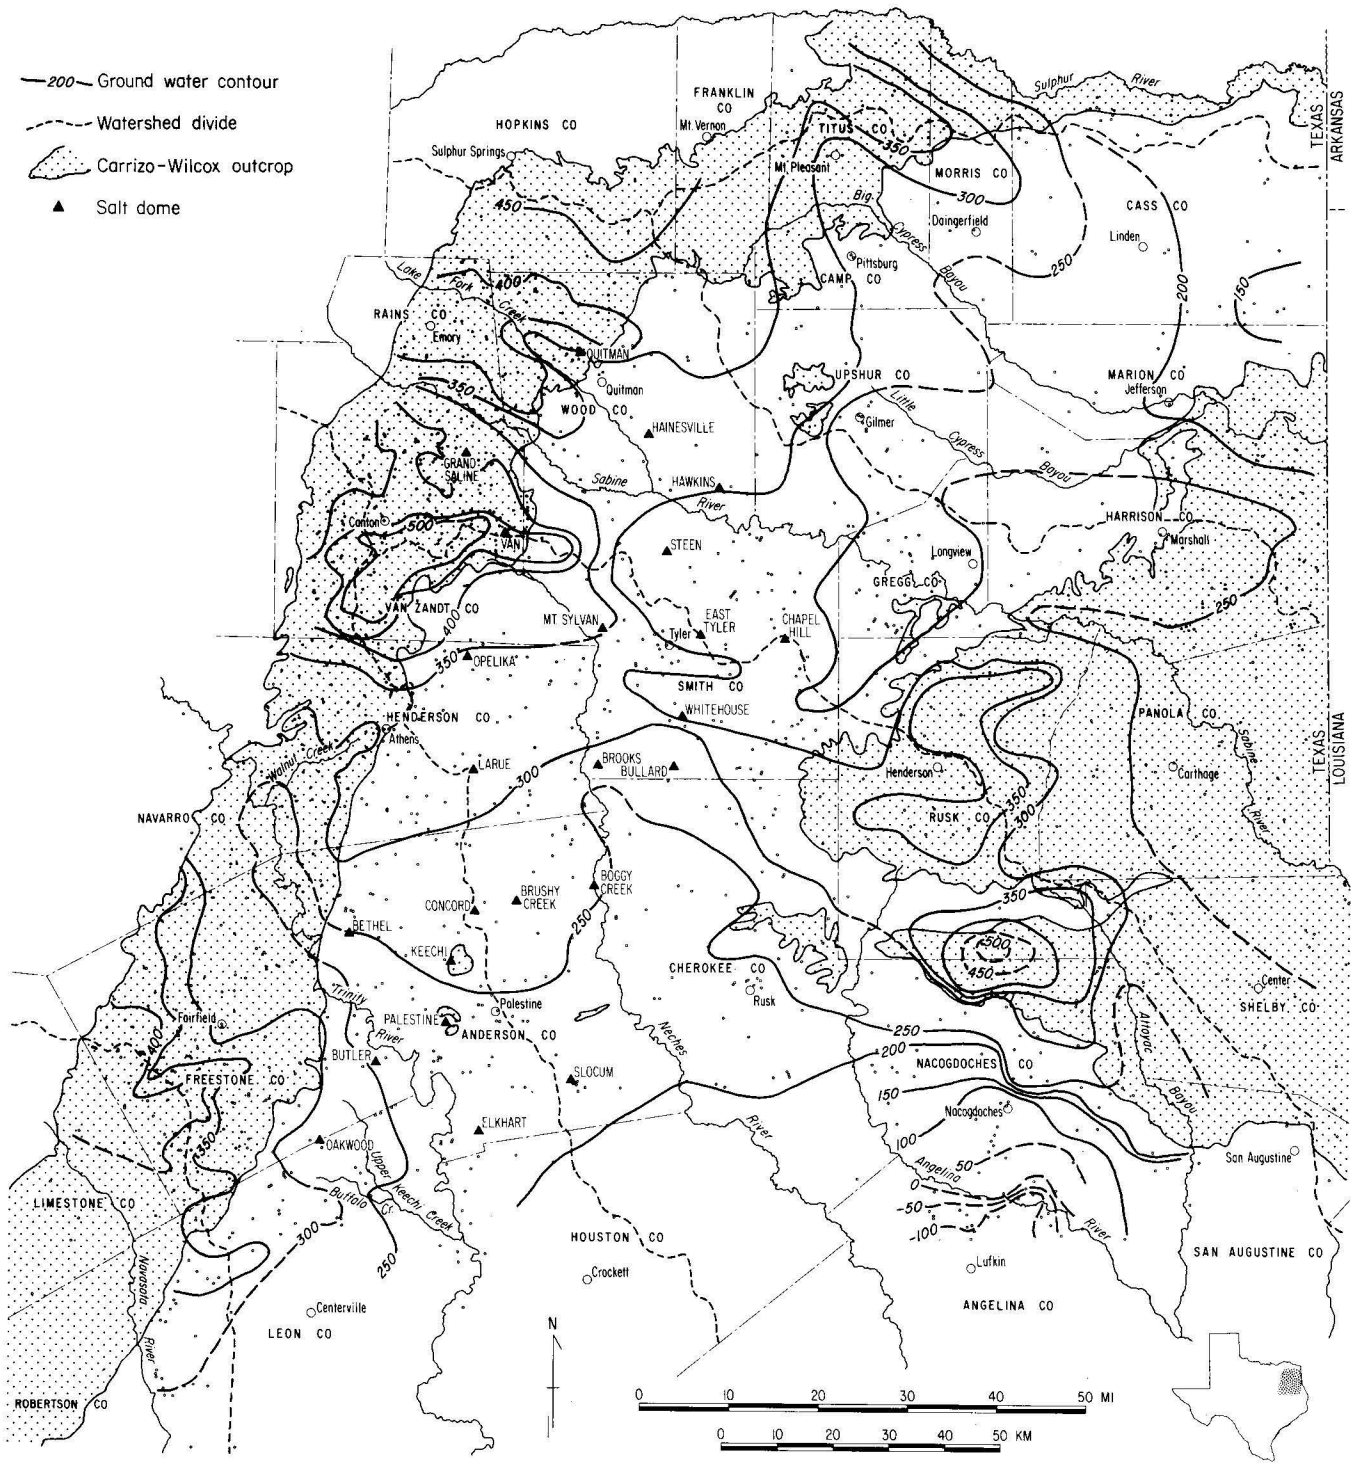 200 Ground water contour
Watershed divide
Carrizo-Wilcox outcrop
Salt dome
Sulphur River
TEXAS
ARKANSAS
FRANKLIN
CO
HOPKINS CO
Mt. Vernon
TITUS CO
Sulphur Springs
350
Mt. Pleasant
MORRIS CO
300
450
Big
Cypress
Bayou
CASS CO
Daingerfield
Linden
Pittsburg
CAMP CO
250
200
150
Lake
Fork
Creek
400
RAINS CO
Emory
QUITMAN
Quitman
350
WOOD CO
UPSHUR CO
MARION CO
Jefferson
Little
Cypress
Bayou
Gilmer
HAINESVILLE
GRAND
SALINE
Sabine
River
HAWKINS
Canton
500
VAN
STEEN
HARRISON CO
Marshall
Longview
GREGG CO
250
VAN ZANDT CO
400
MT SYLVAN
EAST
TYLER
CHAPEL
HILL
Tyler
350
OPELIKA
SMITH CO
WHITEHOUSE
HENDERSON CO
Athens
PANOLA CO
Sabine
River
TEXAS
LOUISIANA
Walnut Creek
LARUE
300
BROOKS
BULLARD
Henderson
Carthage
NAVARRO CO
RUSK CO
350
300
BOGGY
CREEK
BRUSHY
CREEK
CONCORD
350
BETHEL
250
KEECHI
500
450
CHEROKEE CO
Rusk
Center
SHELBY CO
Trinity
River
Palestine
PALESTINE
ANDERSON CO
Fairfield
400
Neches
River
250
200
Attoyac
Bayou
BUTLER
FREESTONE CO
SLOCUM
NACOGDOCHES CO
150
Nacogdoches
ELKHART
350
OAKWOOD
100
50
San Augustine
Angelina
River
0
-50
-100
Upper
Keechi Creek
Buffalo Cr.
LIMESTONE CO
300
250
HOUSTON CO
Crockett
SAN AUGUSTINE CO
Lufkin
Navasota
River
Centerville
LEON CO
ANGELINA CO
N
ROBERTSON CO
0 10 20 30 40 50 MI
0 10 20 30 40 50 KM